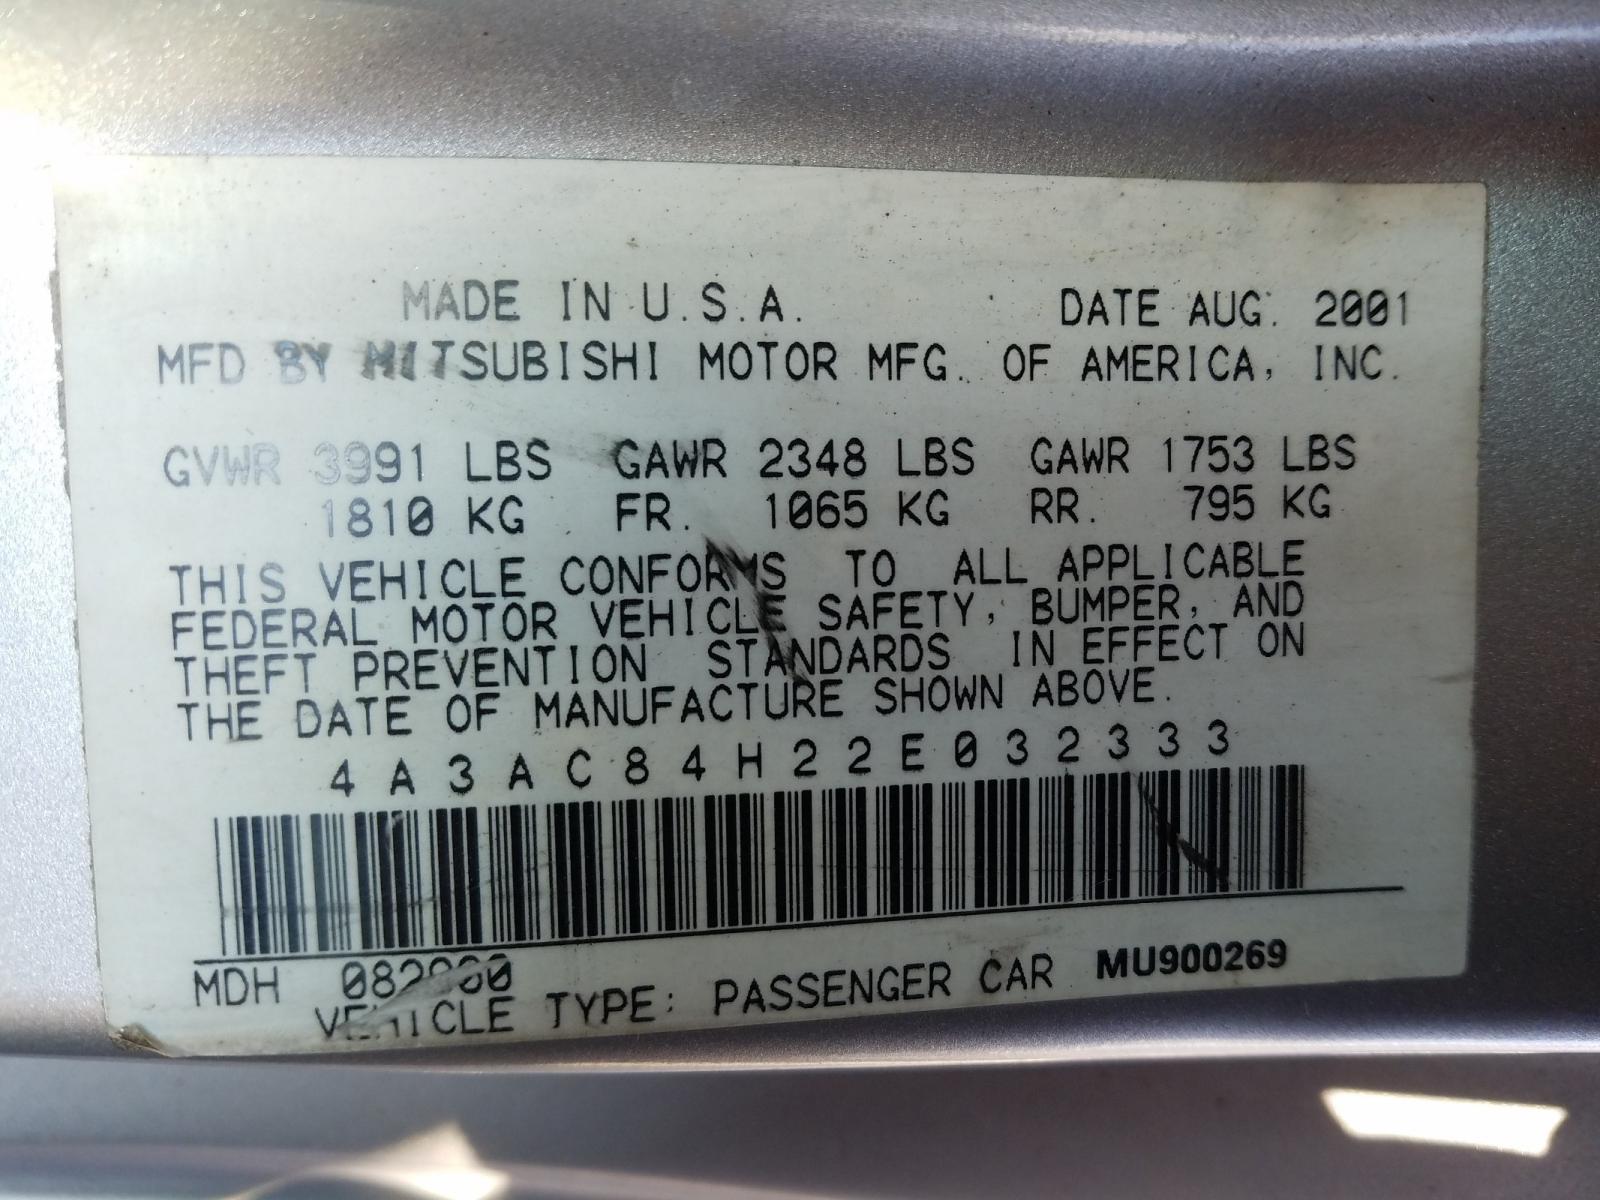 MADE IN U.S.A. DATE AUG. 2001
MFD BY MITSUBISHI MOTOR MFG. OF AMERICA, INC.
GVWR 3991 LBS GAWR 2348 LBS GAWR 1753 LBS
1810 KG FR. 1065 KG RR. 795 KG
THIS VEHICLE CONFORMS TO ALL APPLICABLE
FEDERAL MOTOR VEHICLE SAFETY, BUMPER, AND
THEFT PREVENTION STANDARDS IN EFFECT ON
THE DATE OF MANUFACTURE SHOWN ABOVE.
4A3AC84H22E032333
MDH
VEHICLE TYPE: PASSENGER CAR MU900269